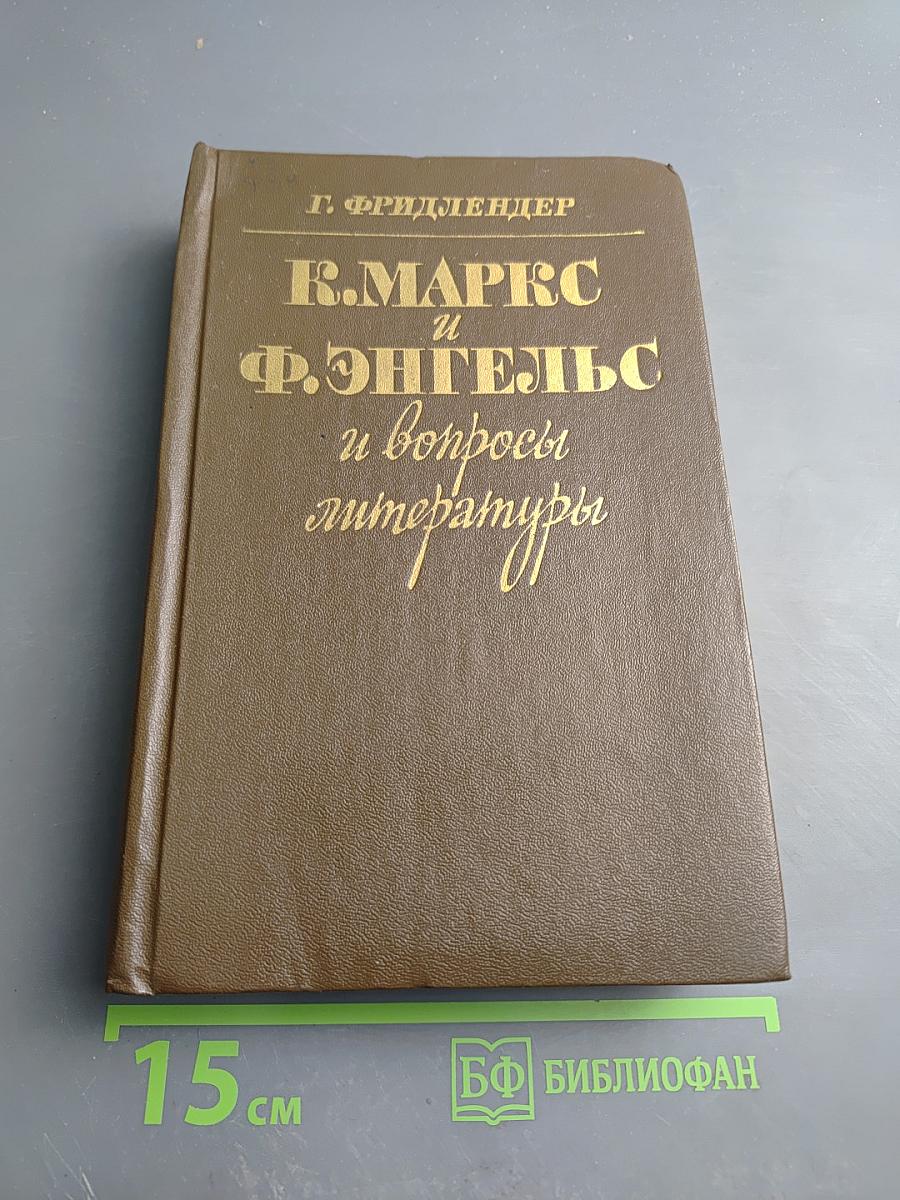 Г. ФРИДЛЕНДЕР
К.МАРКС
и
Ф.ЭНГЕЛЬС
и вопросы
литературы
15 см
БФ БИБЛИОФАН